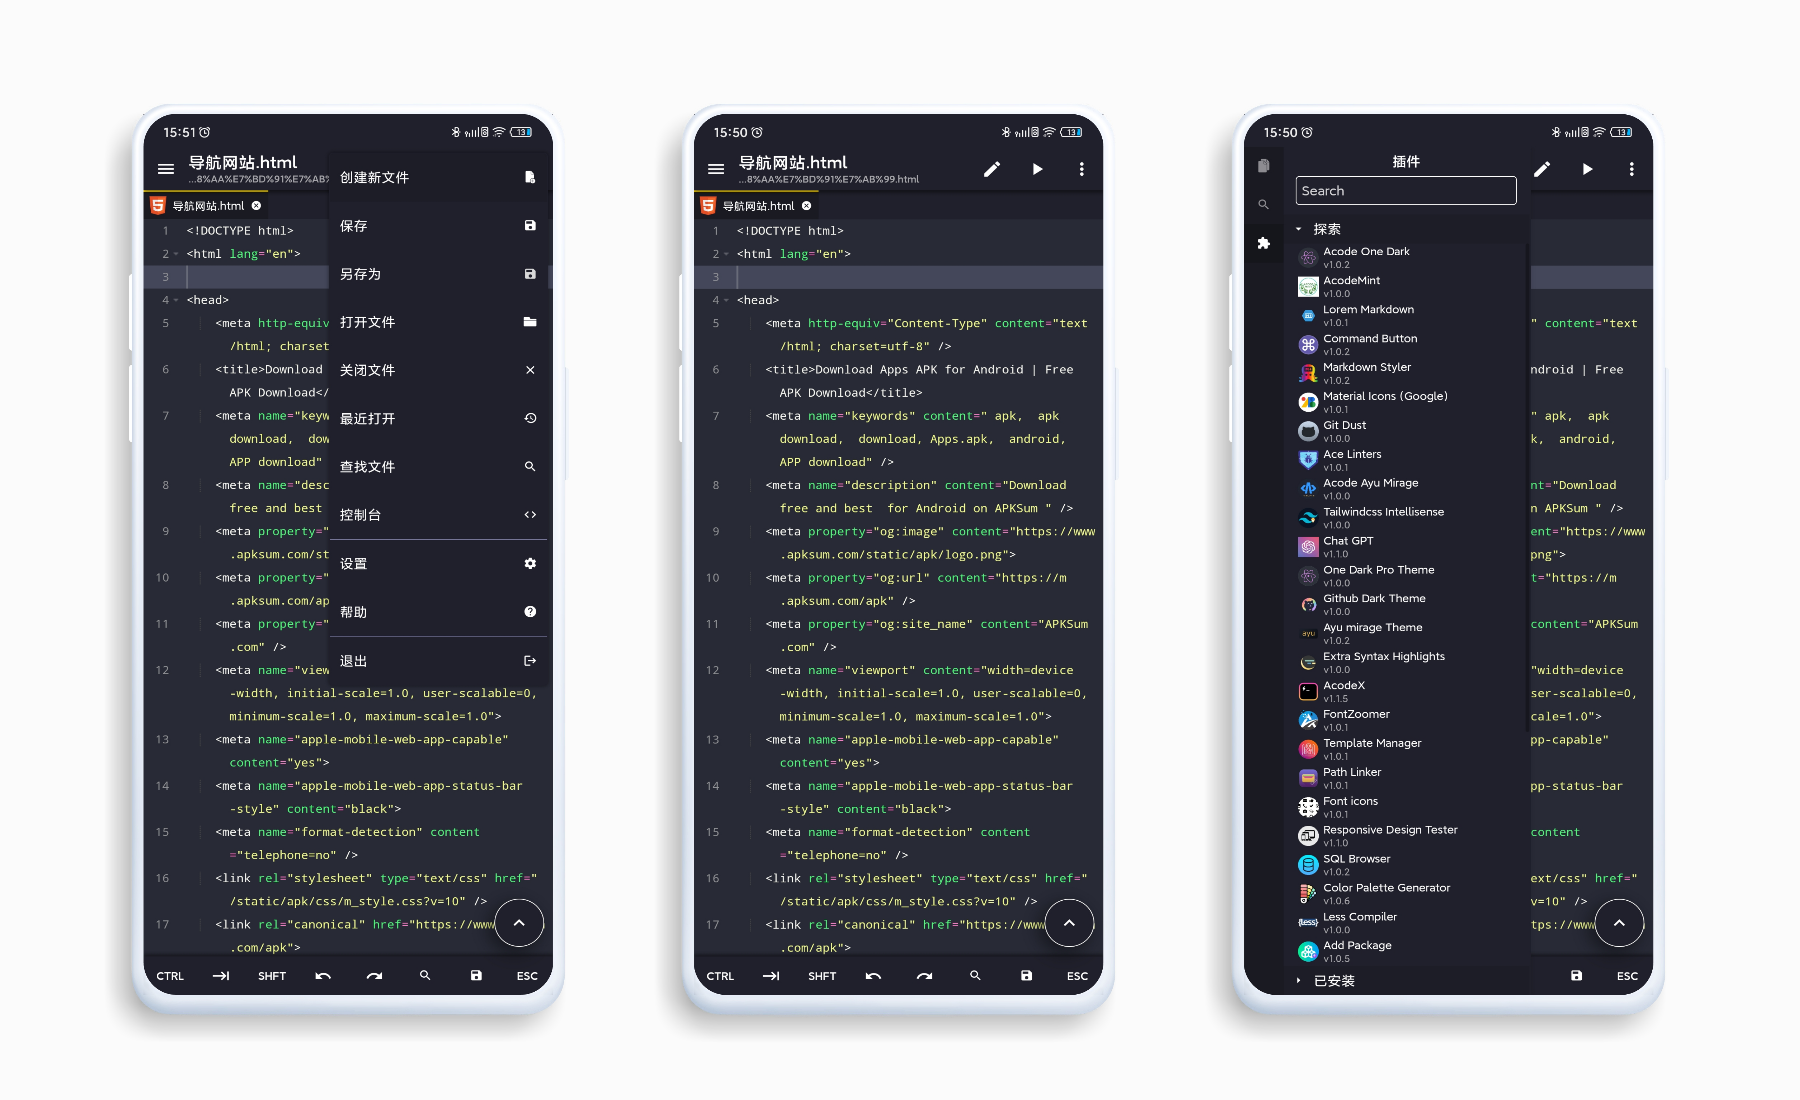 15:51
13
导航网站.html
...8%AA%E7%BD%91%E7%AB%
导航网站.html
创建新文件
保存
另存为
打开文件
关闭文件
最近打开
查找文件
控制台
设置
帮助
退出
1 <!DOCTYPE html>
2 <html lang="en">
3
4 <head>
5 <meta http-equiv
/html; charset
6 <title>Download
APK Download</
7 <meta name="keyw
download, dow
APP download"
8 <meta name="desc
free and best
9 <meta property="
.apksum.com/st
10 <meta property="
.apksum.com/ap
11 <meta property="
.com" />
12 <meta name="view
-width, initial-scale=1.0, user-scalable=0,
minimum-scale=1.0, maximum-scale=1.0">
13 <meta name="apple-mobile-web-app-capable"
content="yes">
14 <meta name="apple-mobile-web-app-status-bar
-style" content="black">
15 <meta name="format-detection" content
="telephone=no" />
16 <link rel="stylesheet" type="text/css" href="
/static/apk/css/m_style.css?v=10" />
17 <link rel="canonical" href="https://www
.com/apk">
CTRL SHFT ESC
15:50
13
导航网站.html
...8%AA%E7%BD%91%E7%AB%99.html
导航网站.html
1 <!DOCTYPE html>
2 <html lang="en">
3
4 <head>
5 <meta http-equiv="Content-Type" content="text
/html; charset=utf-8" />
6 <title>Download Apps APK for Android | Free
APK Download</title>
7 <meta name="keywords" content=" apk, apk
download, download, Apps.apk, android,
APP download" />
8 <meta name="description" content="Download
free and best for Android on APKSum " />
9 <meta property="og:image" content="https://www
.apksum.com/static/apk/logo.png">
10 <meta property="og:url" content="https://m
.apksum.com/apk" />
11 <meta property="og:site_name" content="APKSum
.com" />
12 <meta name="viewport" content="width=device
-width, initial-scale=1.0, user-scalable=0,
minimum-scale=1.0, maximum-scale=1.0">
13 <meta name="apple-mobile-web-app-capable"
content="yes">
14 <meta name="apple-mobile-web-app-status-bar
-style" content="black">
15 <meta name="format-detection" content
="telephone=no" />
16 <link rel="stylesheet" type="text/css" href="
/static/apk/css/m_style.css?v=10" />
17 <link rel="canonical" href="https://www
.com/apk">
CTRL SHFT ESC
15:50
13
插件
Search
探索
Acode One Dark
v1.0.2
AcodeMint
v1.0.0
Lorem Markdown
v1.0.1
Command Button
v1.0.2
Markdown Styler
v1.0.2
Material Icons (Google)
v1.0.1
Git Dust
v1.0.0
Ace Linters
v1.0.1
Acode Ayu Mirage
v1.0.0
Tailwindcss Intellisense
v1.0.0
Chat GPT
v1.1.0
One Dark Pro Theme
v1.0.0
Github Dark Theme
v1.0.0
ayu
Ayu mirage Theme
v1.0.2
Extra Syntax Highlights
v1.0.0
AcodeX
v1.1.5
FontZoomer
v1.0.1
Template Manager
v1.0.1
Path Linker
v1.0.1
Font icons
v1.0.1
Responsive Design Tester
v1.1.0
SQL Browser
v1.0.2
Color Palette Generator
v1.0.6
{less}
Less Compiler
v1.0.0
Add Package
v1.0.5
已安装
" content="text
ndroid | Free
" apk, apk
k, android,
nt="Download
n APKSum " />
ent="https://www
png">
t="https://m
content="APKSum
"width=device
ser-scalable=0,
cale=1.0">
pp-capable"
pp-status-bar
content
ext/css" href="
v=10" />
tps://www
ESC